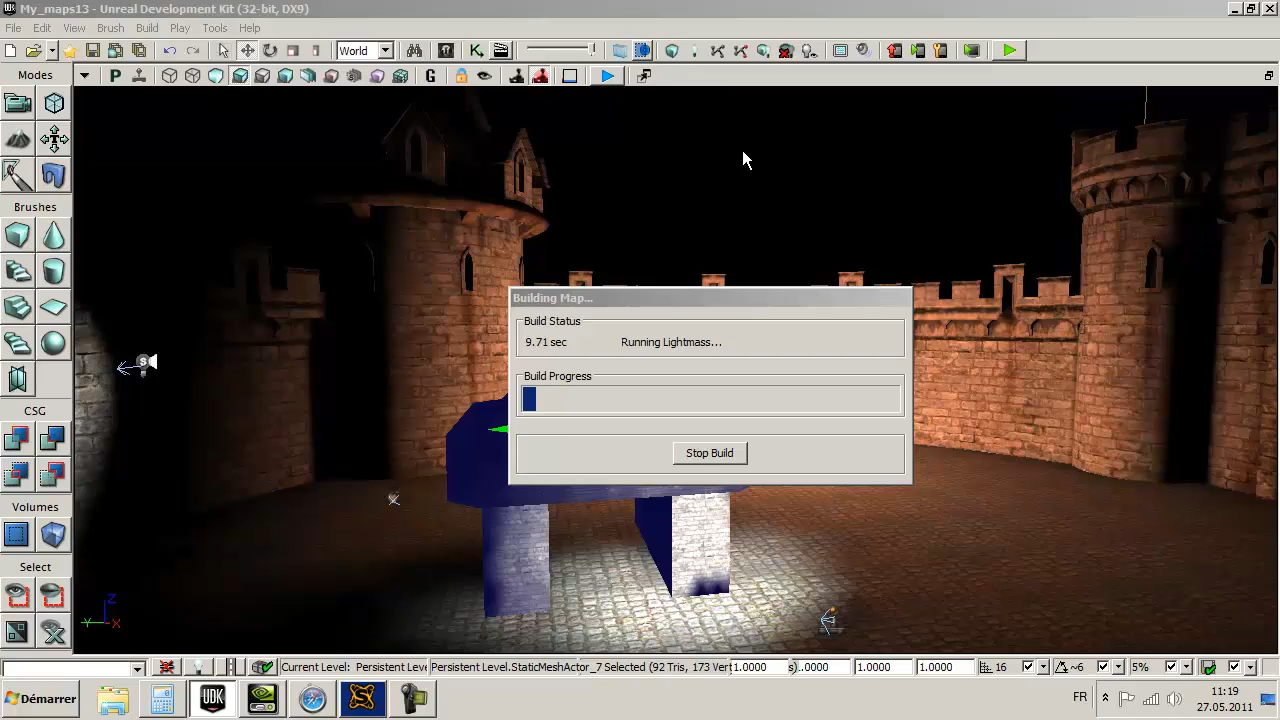 My_maps13 - Unreal Development Kit (32-bit, DX9)
File Edit View Brush Build Play Tools Help
World
Modes
P
G
Brushes
CSG
Volumes
Select
Building Map...
Build Status
9.71 sec Running Lightmass...
Build Progress
Stop Build
S
Z
Y X
Current Level: Persistent Leve Persistent Level.StaticMeshActor_7 Selected (92 Tris, 173 Vert 1.0000 s)..0000 1.0000 1.0000 16 ~6 5%
Démarrer
UDK
FR
11:19
27.05.2011